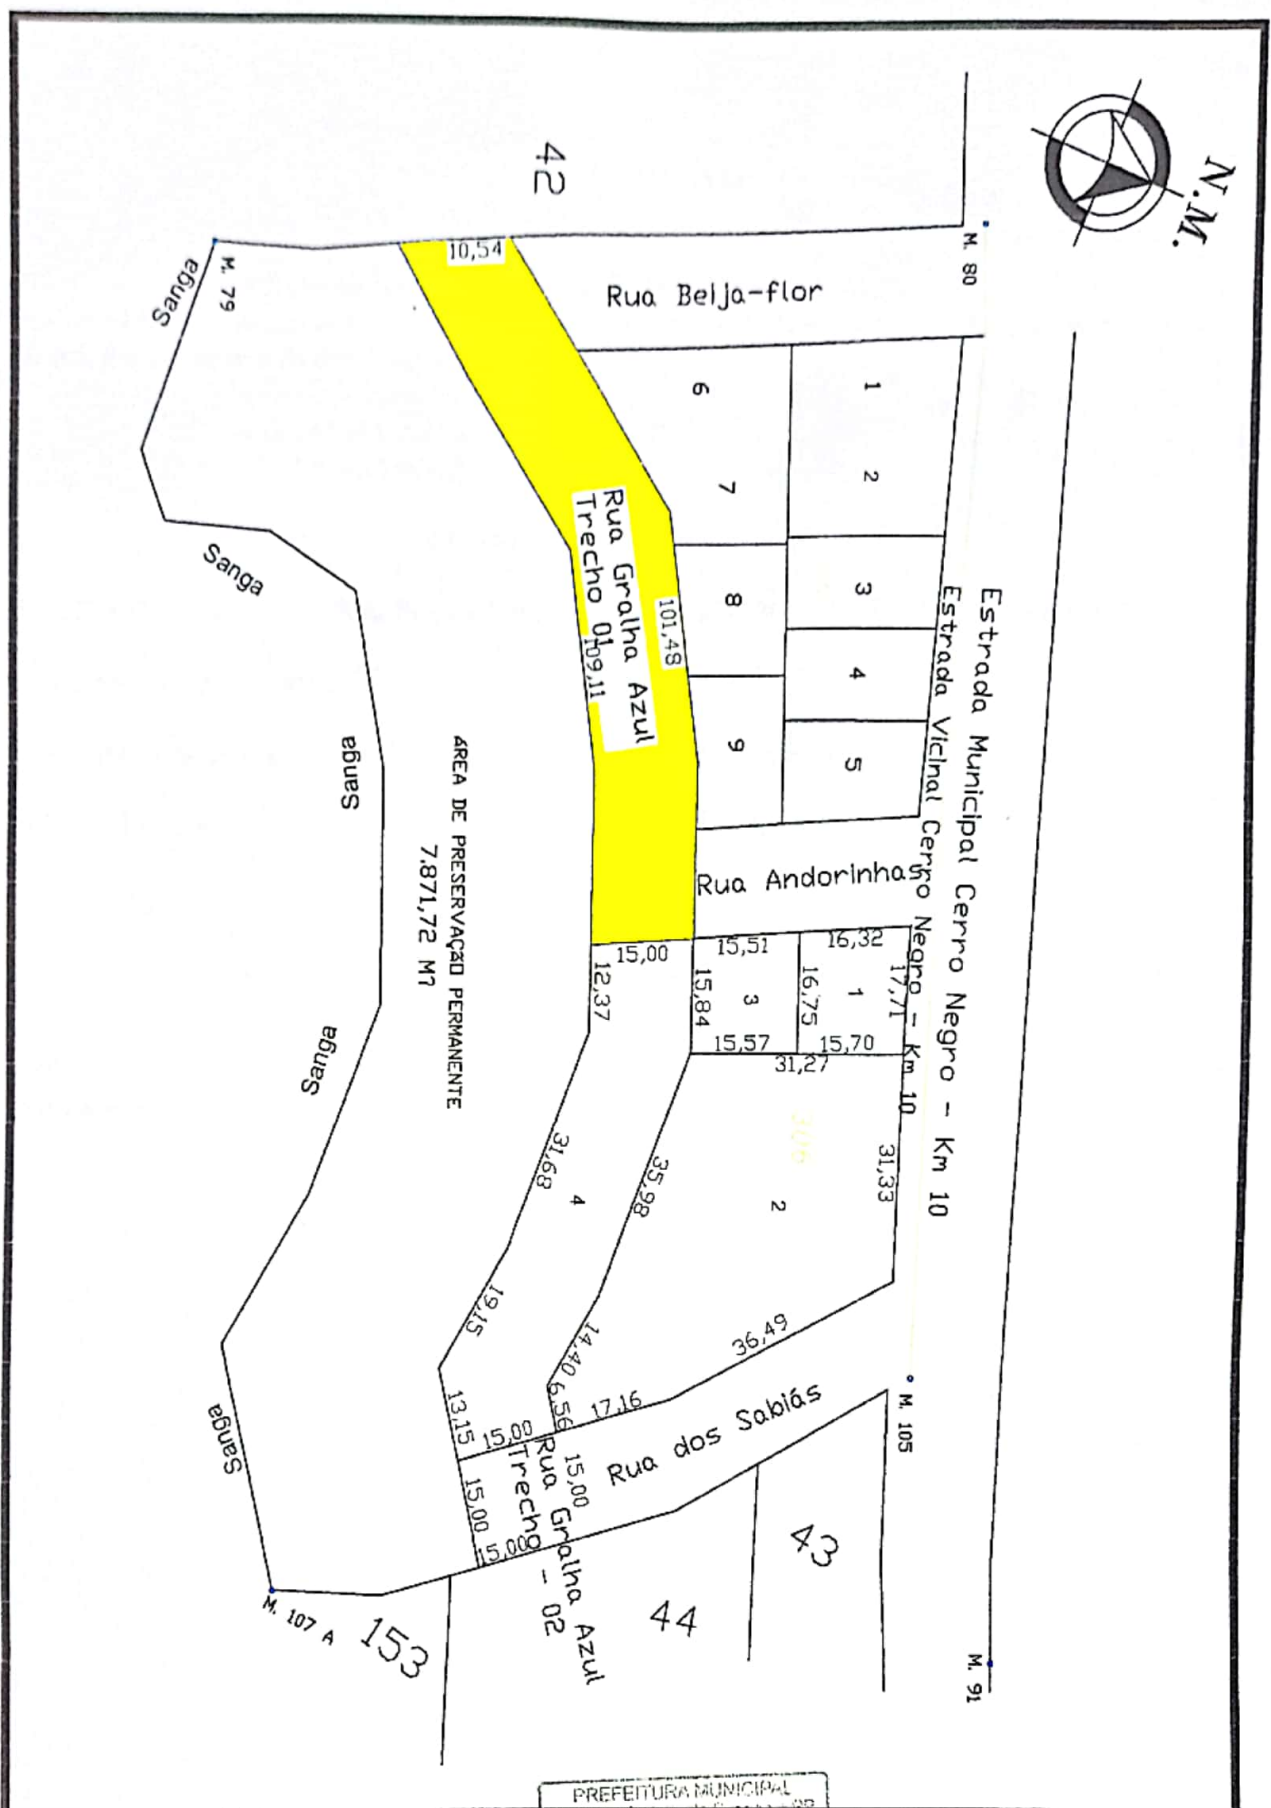 N.M.
42
M. 80
10,54
Rua Beija-flor
Sanga
M. 79
6
1
7
2
Rua Gralha Azul
Trecho 01
109,11
101,48
8
3
9
4
5
Estrada Municipal Cerro Negro - Km 10
Estrada Vicinal Cerro Negro - Km 10
Sanga
Sanga
ÁREA DE PRESERVAÇÃO PERMANENTE
7.871,72 M?
Rua Andorinhas
15,00
15,51
16,32
12,37
15,84
3
16,75
1
17,71
15,57
15,70
31,27
Sanga
31,68
4
35,98
306
2
31,33
19,15
14,40
36,49
13,15
15,00
6,56
17,16
Rua dos Sabiás
M. 105
Sanga
15,00
15,00
15,00
Rua Gralha Azul
Trecho - 02
43
44
M. 107 A
153
M. 91
PREFEITURA MUNICIPAL